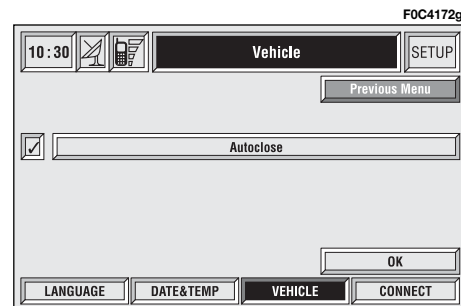 F0C4172g
10:30 Vehicle SETUP
Previous Menu
✓ Autoclose
OK
LANGUAGE DATE&TEMP VEHICLE CONNECT